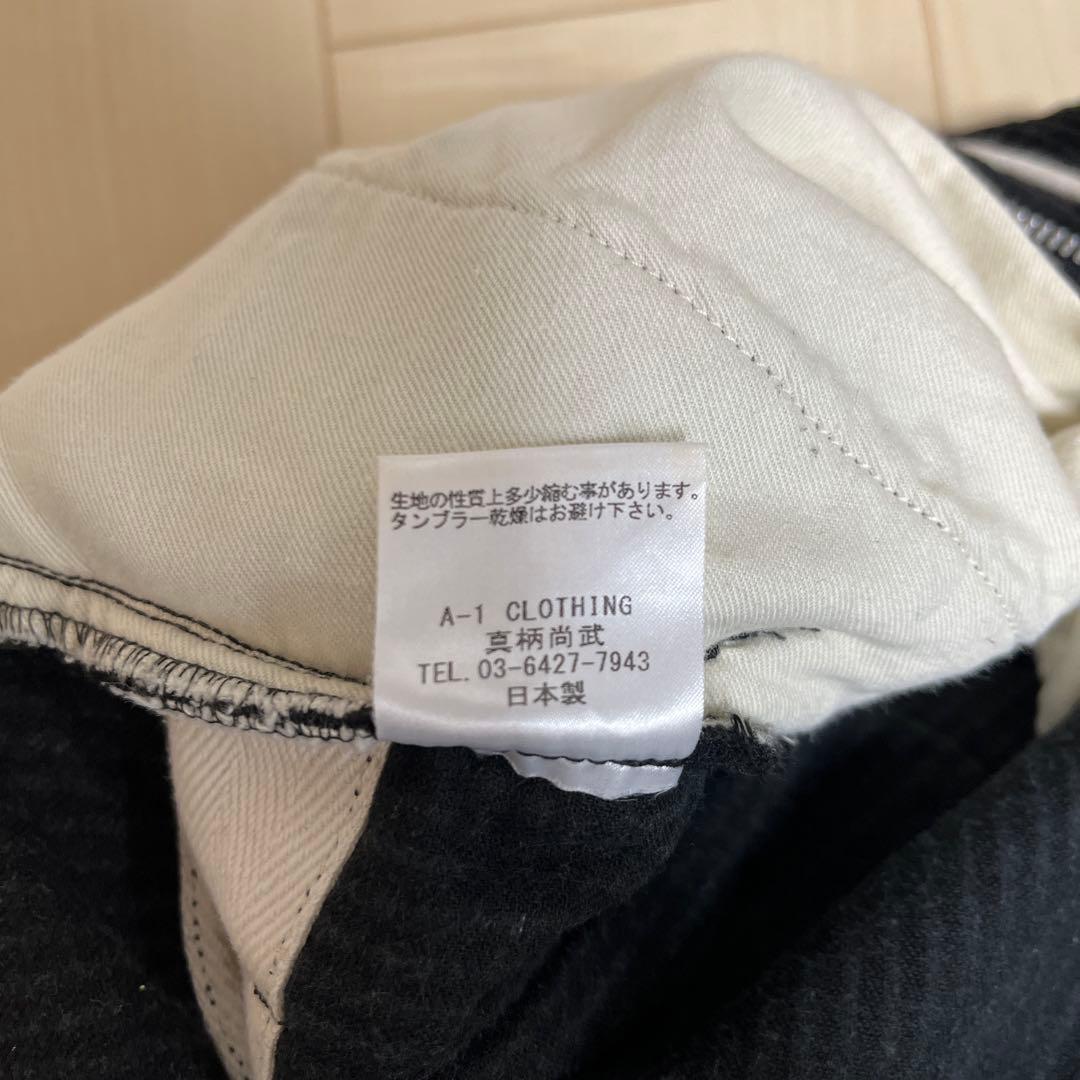 生地の性質上多少縮む事があります。
タンブラー乾燥はお避け下さい。
A-1 CLOTHING
真柄尚武
TEL. 03-6427-7943
日本製